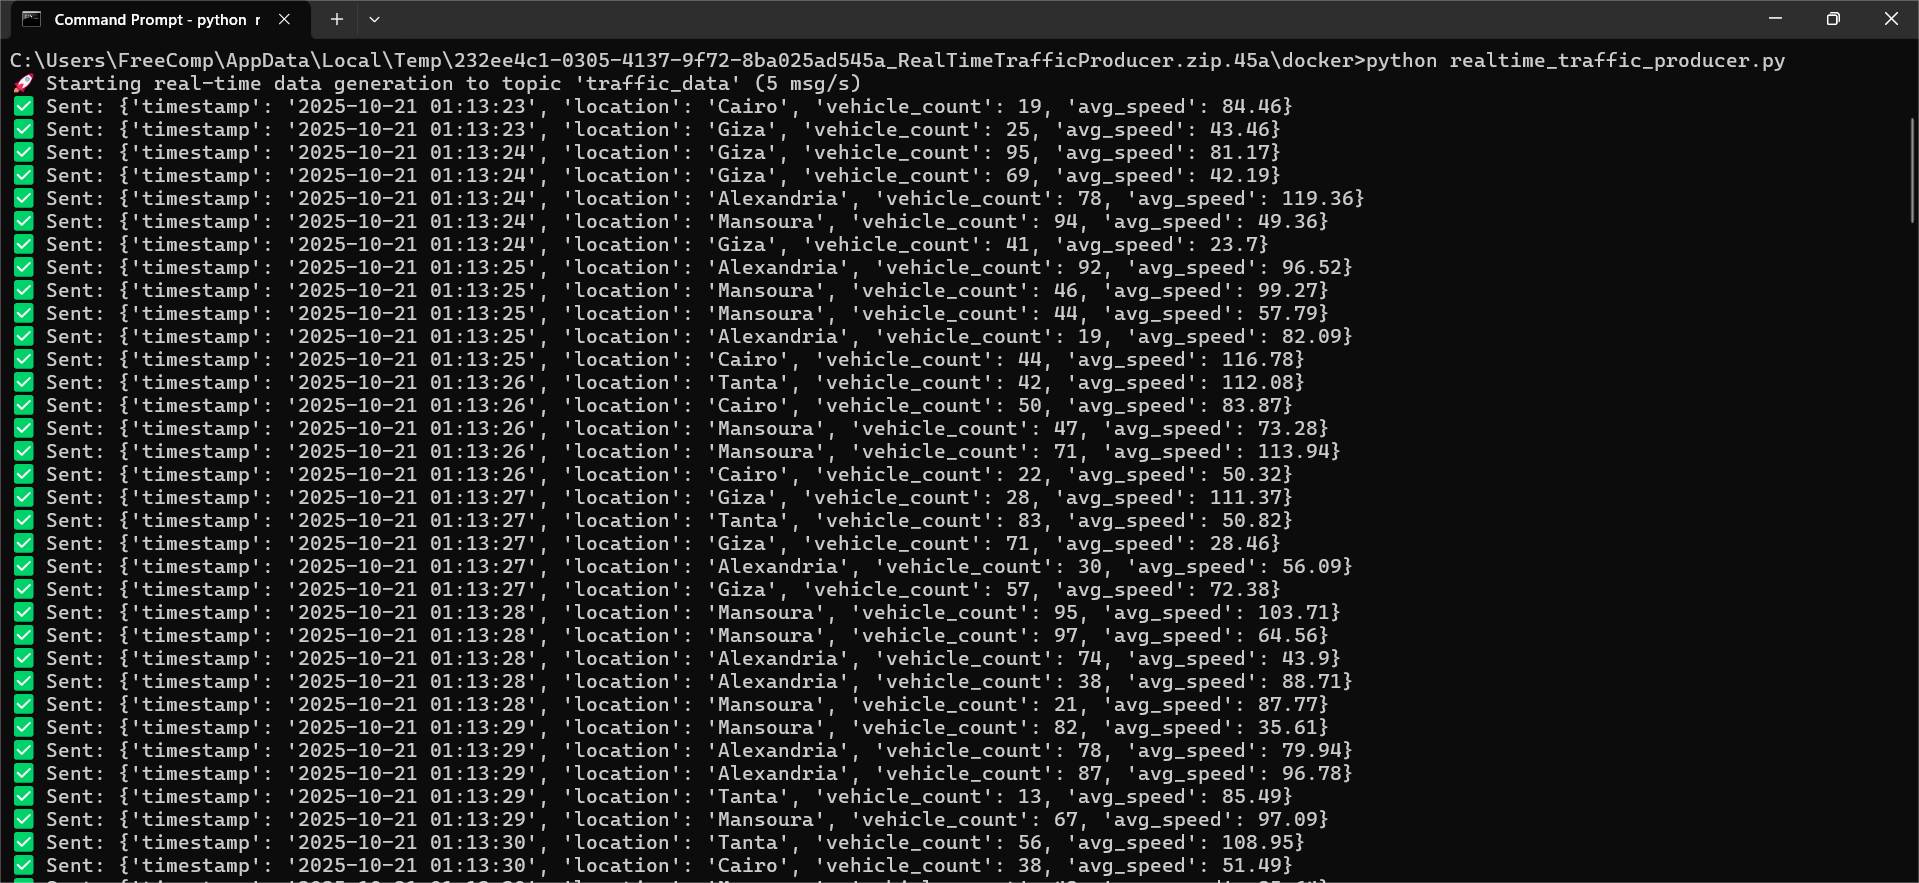 Command Prompt - python r
C:\Users\FreeComp\AppData\Local\Temp\232ee4c1-0305-4137-9f72-8ba025ad545a_RealTimeTrafficProducer.zip.45a\docker>python realtime_traffic_producer.py
🚀 Starting real-time data generation to topic 'traffic_data' (5 msg/s)
✅ Sent: {'timestamp': '2025-10-21 01:13:23', 'location': 'Cairo', 'vehicle_count': 19, 'avg_speed': 84.46}
✅ Sent: {'timestamp': '2025-10-21 01:13:23', 'location': 'Giza', 'vehicle_count': 25, 'avg_speed': 43.46}
✅ Sent: {'timestamp': '2025-10-21 01:13:24', 'location': 'Giza', 'vehicle_count': 95, 'avg_speed': 81.17}
✅ Sent: {'timestamp': '2025-10-21 01:13:24', 'location': 'Giza', 'vehicle_count': 69, 'avg_speed': 42.19}
✅ Sent: {'timestamp': '2025-10-21 01:13:24', 'location': 'Alexandria', 'vehicle_count': 78, 'avg_speed': 119.36}
✅ Sent: {'timestamp': '2025-10-21 01:13:24', 'location': 'Mansoura', 'vehicle_count': 94, 'avg_speed': 49.36}
✅ Sent: {'timestamp': '2025-10-21 01:13:24', 'location': 'Giza', 'vehicle_count': 41, 'avg_speed': 23.7}
✅ Sent: {'timestamp': '2025-10-21 01:13:25', 'location': 'Alexandria', 'vehicle_count': 92, 'avg_speed': 96.52}
✅ Sent: {'timestamp': '2025-10-21 01:13:25', 'location': 'Mansoura', 'vehicle_count': 46, 'avg_speed': 99.27}
✅ Sent: {'timestamp': '2025-10-21 01:13:25', 'location': 'Mansoura', 'vehicle_count': 44, 'avg_speed': 57.79}
✅ Sent: {'timestamp': '2025-10-21 01:13:25', 'location': 'Alexandria', 'vehicle_count': 19, 'avg_speed': 82.09}
✅ Sent: {'timestamp': '2025-10-21 01:13:25', 'location': 'Cairo', 'vehicle_count': 44, 'avg_speed': 116.78}
✅ Sent: {'timestamp': '2025-10-21 01:13:26', 'location': 'Tanta', 'vehicle_count': 42, 'avg_speed': 112.08}
✅ Sent: {'timestamp': '2025-10-21 01:13:26', 'location': 'Cairo', 'vehicle_count': 50, 'avg_speed': 83.87}
✅ Sent: {'timestamp': '2025-10-21 01:13:26', 'location': 'Mansoura', 'vehicle_count': 47, 'avg_speed': 73.28}
✅ Sent: {'timestamp': '2025-10-21 01:13:26', 'location': 'Mansoura', 'vehicle_count': 71, 'avg_speed': 113.94}
✅ Sent: {'timestamp': '2025-10-21 01:13:26', 'location': 'Cairo', 'vehicle_count': 22, 'avg_speed': 50.32}
✅ Sent: {'timestamp': '2025-10-21 01:13:27', 'location': 'Giza', 'vehicle_count': 28, 'avg_speed': 111.37}
✅ Sent: {'timestamp': '2025-10-21 01:13:27', 'location': 'Tanta', 'vehicle_count': 83, 'avg_speed': 50.82}
✅ Sent: {'timestamp': '2025-10-21 01:13:27', 'location': 'Giza', 'vehicle_count': 71, 'avg_speed': 28.46}
✅ Sent: {'timestamp': '2025-10-21 01:13:27', 'location': 'Alexandria', 'vehicle_count': 30, 'avg_speed': 56.09}
✅ Sent: {'timestamp': '2025-10-21 01:13:27', 'location': 'Giza', 'vehicle_count': 57, 'avg_speed': 72.38}
✅ Sent: {'timestamp': '2025-10-21 01:13:28', 'location': 'Mansoura', 'vehicle_count': 95, 'avg_speed': 103.71}
✅ Sent: {'timestamp': '2025-10-21 01:13:28', 'location': 'Mansoura', 'vehicle_count': 97, 'avg_speed': 64.56}
✅ Sent: {'timestamp': '2025-10-21 01:13:28', 'location': 'Alexandria', 'vehicle_count': 74, 'avg_speed': 43.9}
✅ Sent: {'timestamp': '2025-10-21 01:13:28', 'location': 'Alexandria', 'vehicle_count': 38, 'avg_speed': 88.71}
✅ Sent: {'timestamp': '2025-10-21 01:13:28', 'location': 'Mansoura', 'vehicle_count': 21, 'avg_speed': 87.77}
✅ Sent: {'timestamp': '2025-10-21 01:13:29', 'location': 'Mansoura', 'vehicle_count': 82, 'avg_speed': 35.61}
✅ Sent: {'timestamp': '2025-10-21 01:13:29', 'location': 'Alexandria', 'vehicle_count': 78, 'avg_speed': 79.94}
✅ Sent: {'timestamp': '2025-10-21 01:13:29', 'location': 'Alexandria', 'vehicle_count': 87, 'avg_speed': 96.78}
✅ Sent: {'timestamp': '2025-10-21 01:13:29', 'location': 'Tanta', 'vehicle_count': 13, 'avg_speed': 85.49}
✅ Sent: {'timestamp': '2025-10-21 01:13:29', 'location': 'Mansoura', 'vehicle_count': 67, 'avg_speed': 97.09}
✅ Sent: {'timestamp': '2025-10-21 01:13:30', 'location': 'Tanta', 'vehicle_count': 56, 'avg_speed': 108.95}
✅ Sent: {'timestamp': '2025-10-21 01:13:30', 'location': 'Cairo', 'vehicle_count': 38, 'avg_speed': 51.49}